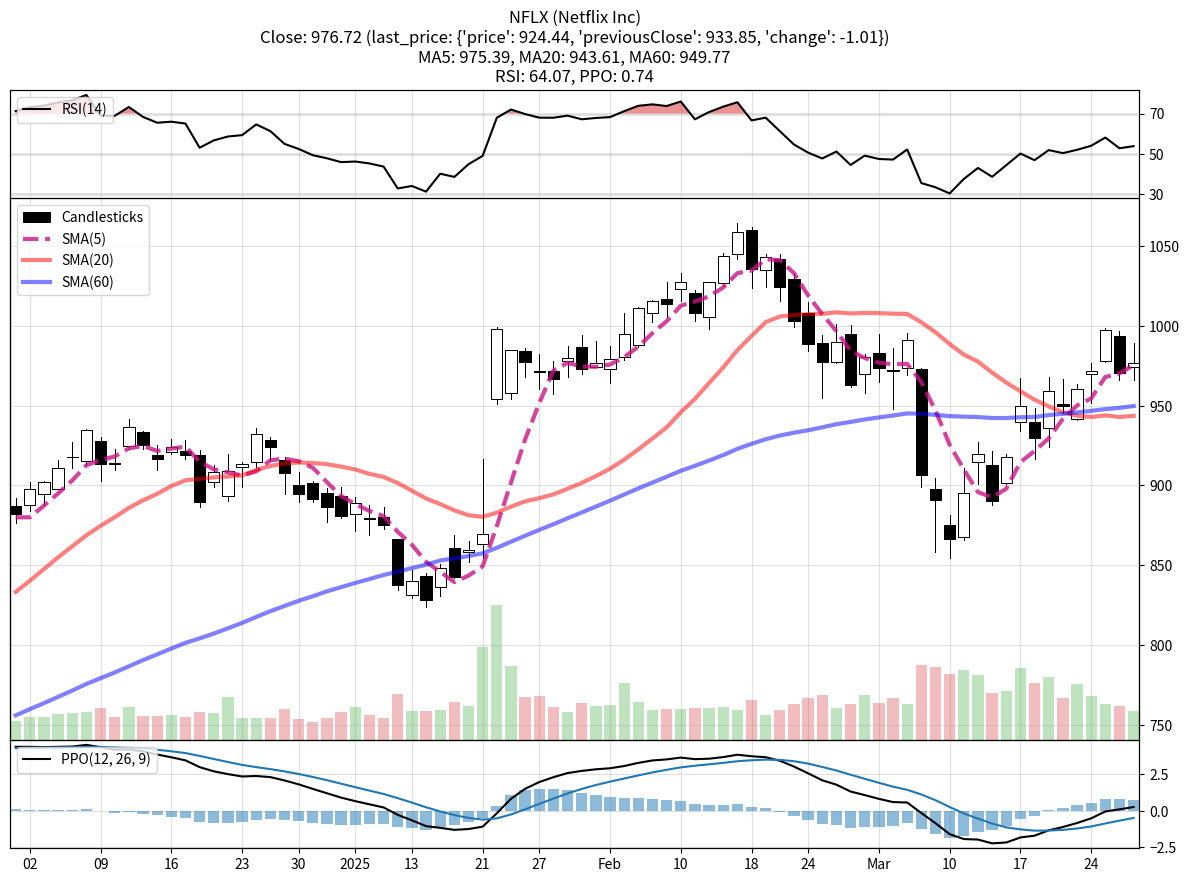 NFLX (Netflix Inc)
Close: 976.72 (last_price: {'price': 924.44, 'previousClose': 933.85, 'change': -1.01})
MA5: 975.39, MA20: 943.61, MA60: 949.77
RSI: 64.07, PPO: 0.74
RSI(14)
70
50
30
Candlesticks
SMA(5)
SMA(20)
SMA(60)
1050
1000
950
900
850
800
750
PPO(12, 26, 9)
2.5
0.0
−2.5
02 09 16 23 30 2025 13 21 27 Feb 10 18 24 Mar 10 17 24